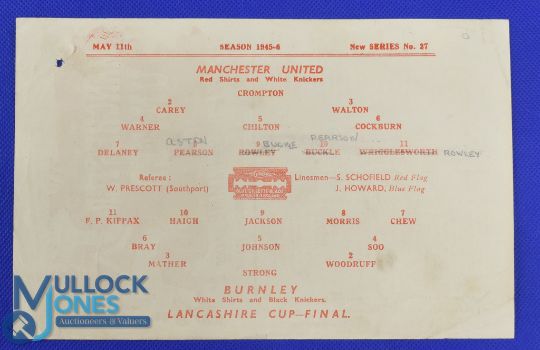 MAY 11th SEASON 1945-6 New SERIES No. 27
MANCHESTER UNITED
Red Shirts and White Knickers
CROMPTON
2 3
CAREY WALTON
4 5 6
WARNER CHILTON COCKBURN
ASTON BUCKLE PEARSON
7 8 9 10 11
DELANEY PEARSON ROWLEY BUCKLE WRIGGLESWORTH ROWLEY
Referee : Linesmen—S. SCHOFIELD Red Flag
W. PRESCOTT (Southport) J. HOWARD, Blue Flag
11 10 9 8 7
F. P. KIPPAX HAIGH JACKSON MORRIS CHEW
6 5 4
BRAY JOHNSON SOO
3 2
MATHER WOODRUFF
STRONG
BURNLEY
White Shirts and Black Knickers.
LANCASHIRE CUP—FINAL.
MULLOCK
JONES
Auctioneers & Valuers